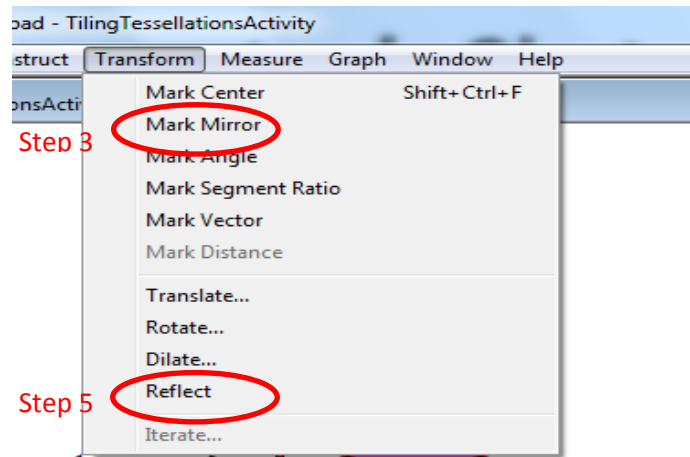 oad - TilingTessellationsActivity
struct Transform Measure Graph Window Help
onsActi
Mark Center Shift+Ctrl+F
Mark Mirror
Step 3
Mark Angle
Mark Segment Ratio
Mark Vector
Mark Distance
Translate...
Rotate...
Dilate...
Reflect
Step 5
Iterate...